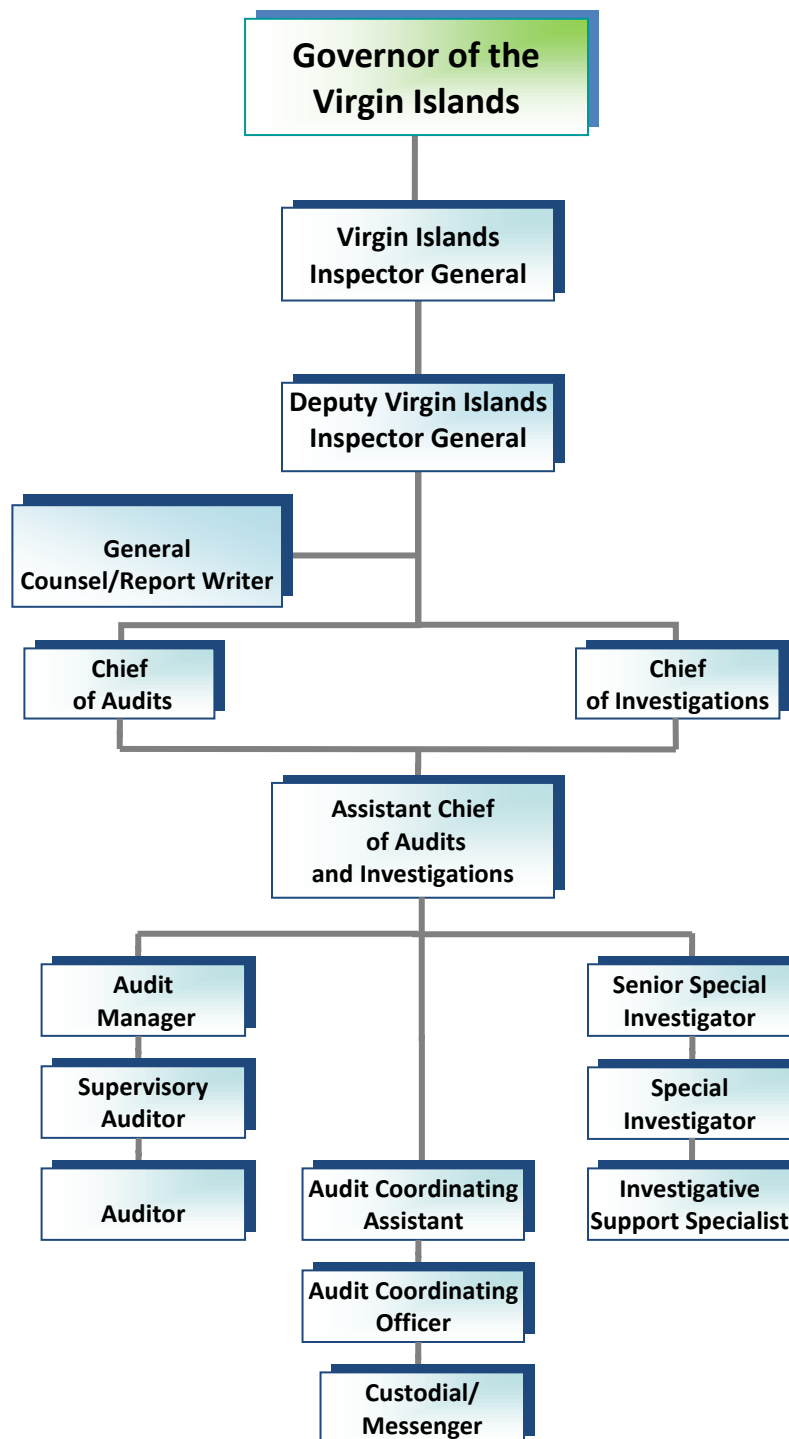 Governor of the
Virgin Islands
Virgin Islands
Inspector General
Deputy Virgin Islands
Inspector General
General
Counsel/Report Writer
Chief
of Audits
Chief
of Investigations
Assistant Chief
of Audits
and Investigations
Audit
Manager
Senior Special
Investigator
Supervisory
Auditor
Special
Investigator
Auditor
Audit Coordinating
Assistant
Investigative
Support Specialist
Audit Coordinating
Officer
Custodial/
Messenger